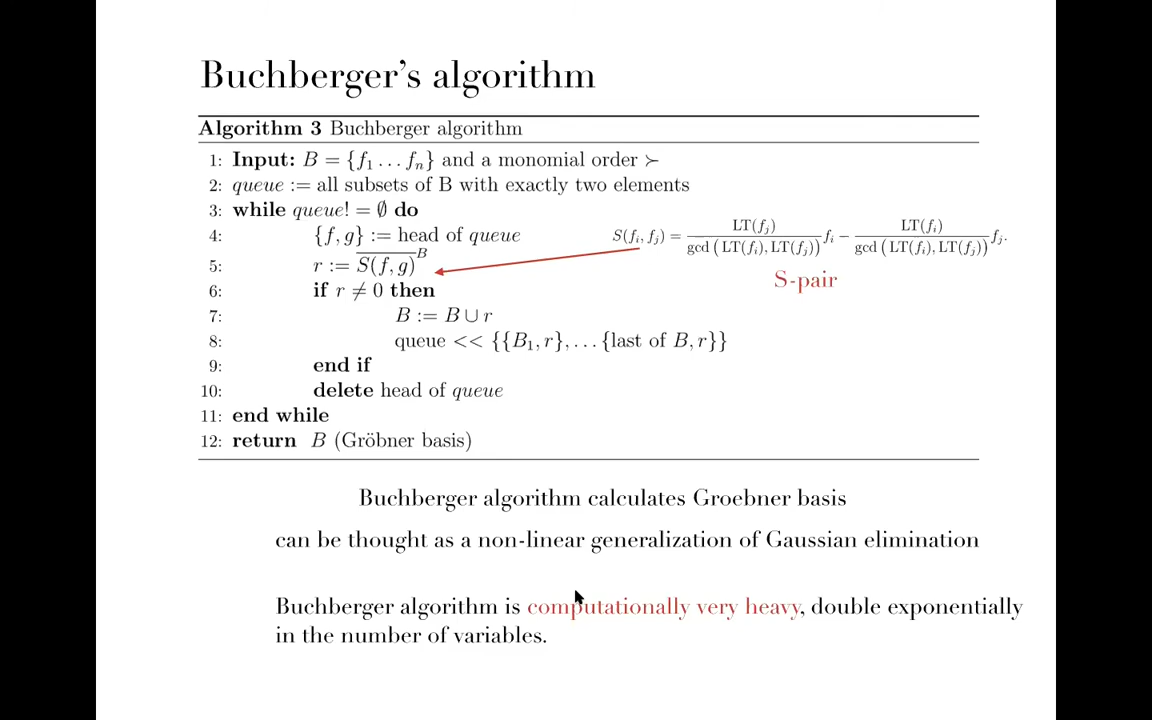 Buchberger's algorithm
Algorithm 3 Buchberger algorithm
1: Input: B = {f₁ … fₙ} and a monomial order ≻
2: queue := all subsets of B with exactly two elements
3: while queue! = ∅ do
4: {f, g} := head of queue
S(fᵢ, fⱼ) = LT(fⱼ) / gcd (LT(fᵢ), LT(fⱼ)) fᵢ − LT(fᵢ) / gcd (LT(fᵢ), LT(fⱼ)) fⱼ.
5: r := \overline{S(f, g)}^B
S-pair
6: if r ≠ 0 then
7: B := B ∪ r
8: queue << {{B₁, r}, … {last of B, r}}
9: end if
10: delete head of queue
11: end while
12: return B (Gröbner basis)
Buchberger algorithm calculates Groebner basis
can be thought as a non-linear generalization of Gaussian elimination
Buchberger algorithm is computationally very heavy, double exponentially
in the number of variables.